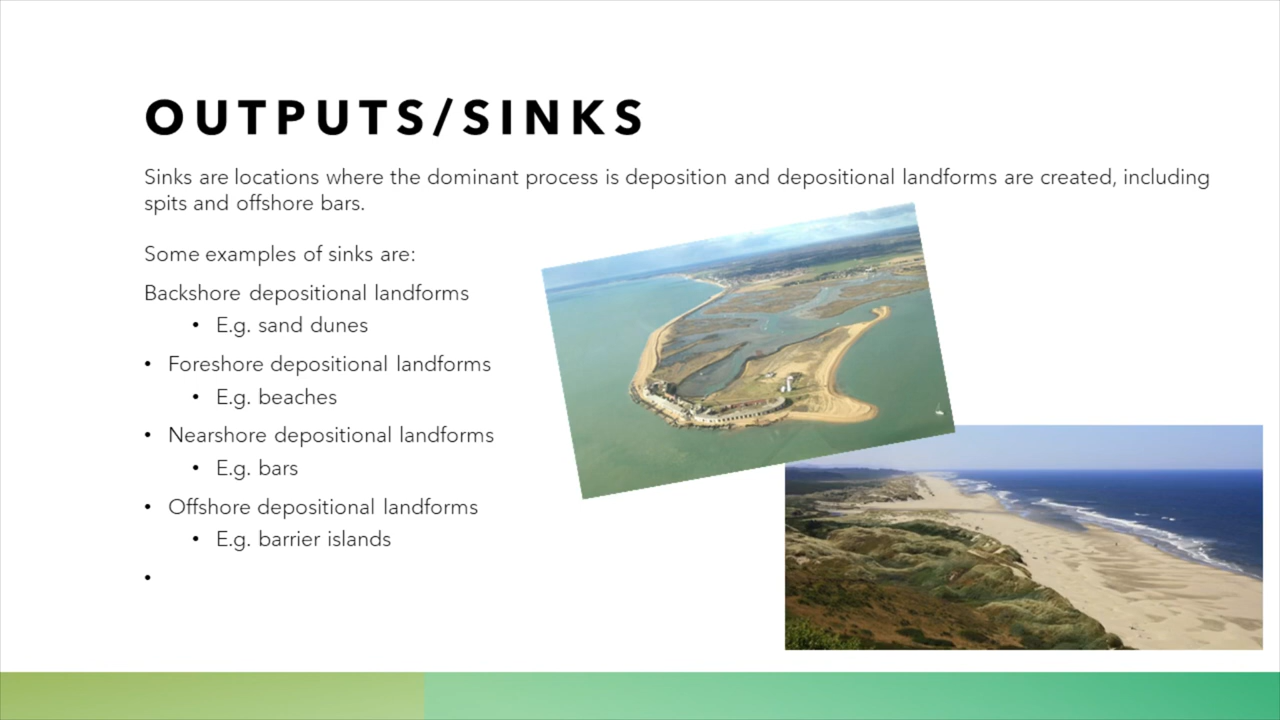 OUTPUTS/SINKS
Sinks are locations where the dominant process is deposition and depositional landforms are created, including
spits and offshore bars.
Some examples of sinks are:
Backshore depositional landforms
• E.g. sand dunes
• Foreshore depositional landforms
• E.g. beaches
• Nearshore depositional landforms
• E.g. bars
• Offshore depositional landforms
• E.g. barrier islands
•